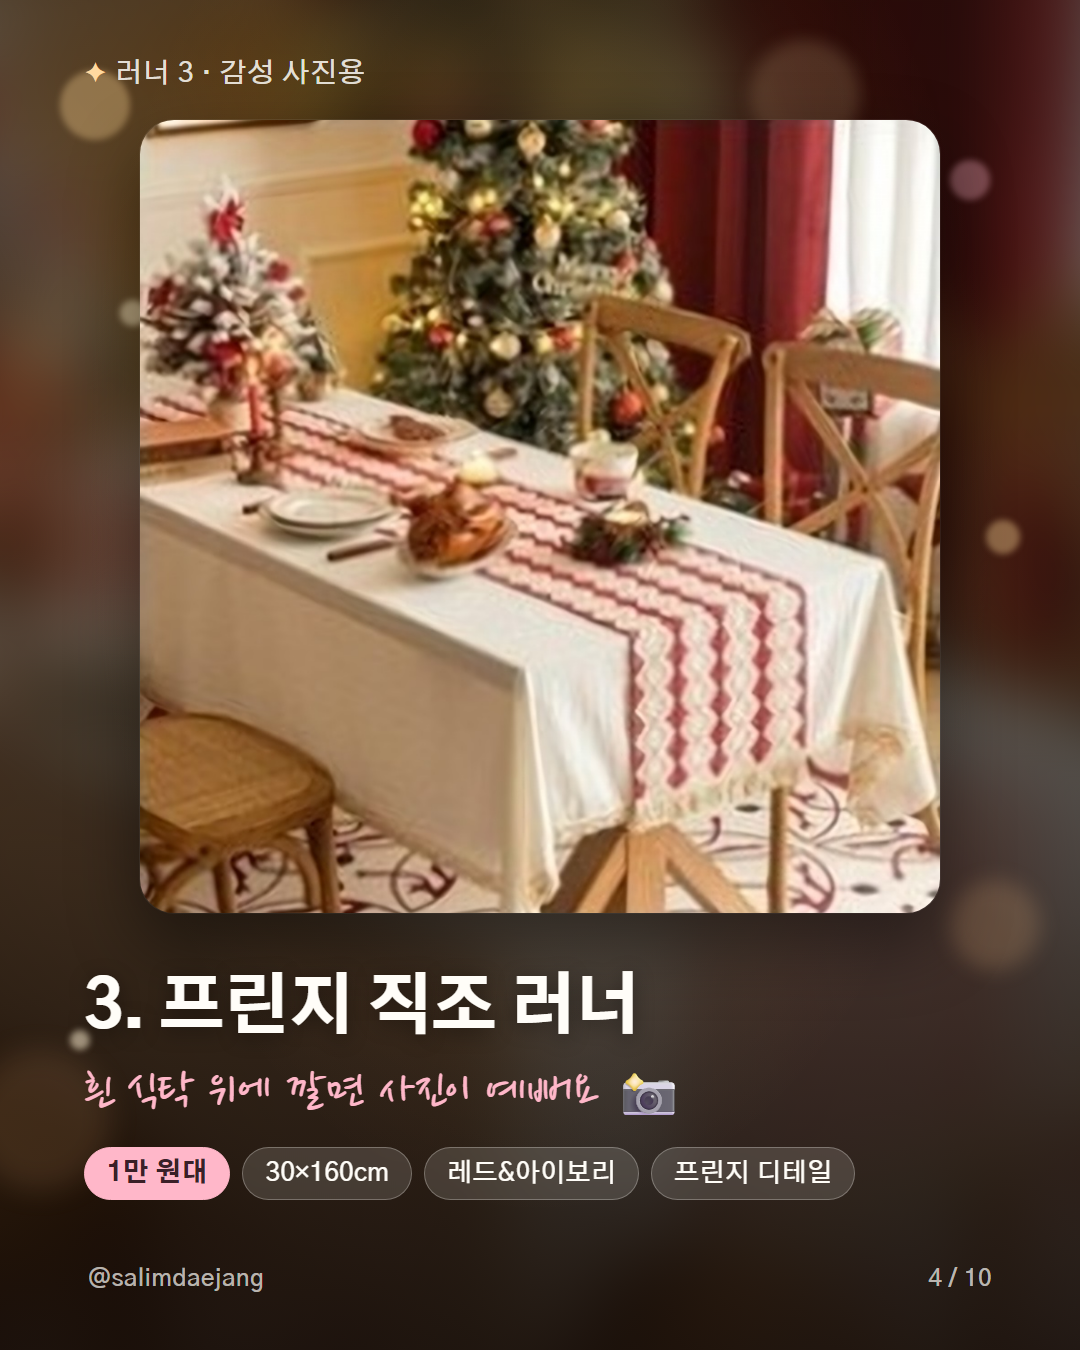 ✦ 러너 3 · 감성 사진용
Merry
Christmas
3. 프린지 직조 러너
흰 식탁 위에 깔면 사진이 예뻐요 📸
1만 원대 30×160cm 레드&아이보리 프린지 디테일
@salimdaejang 4 / 10